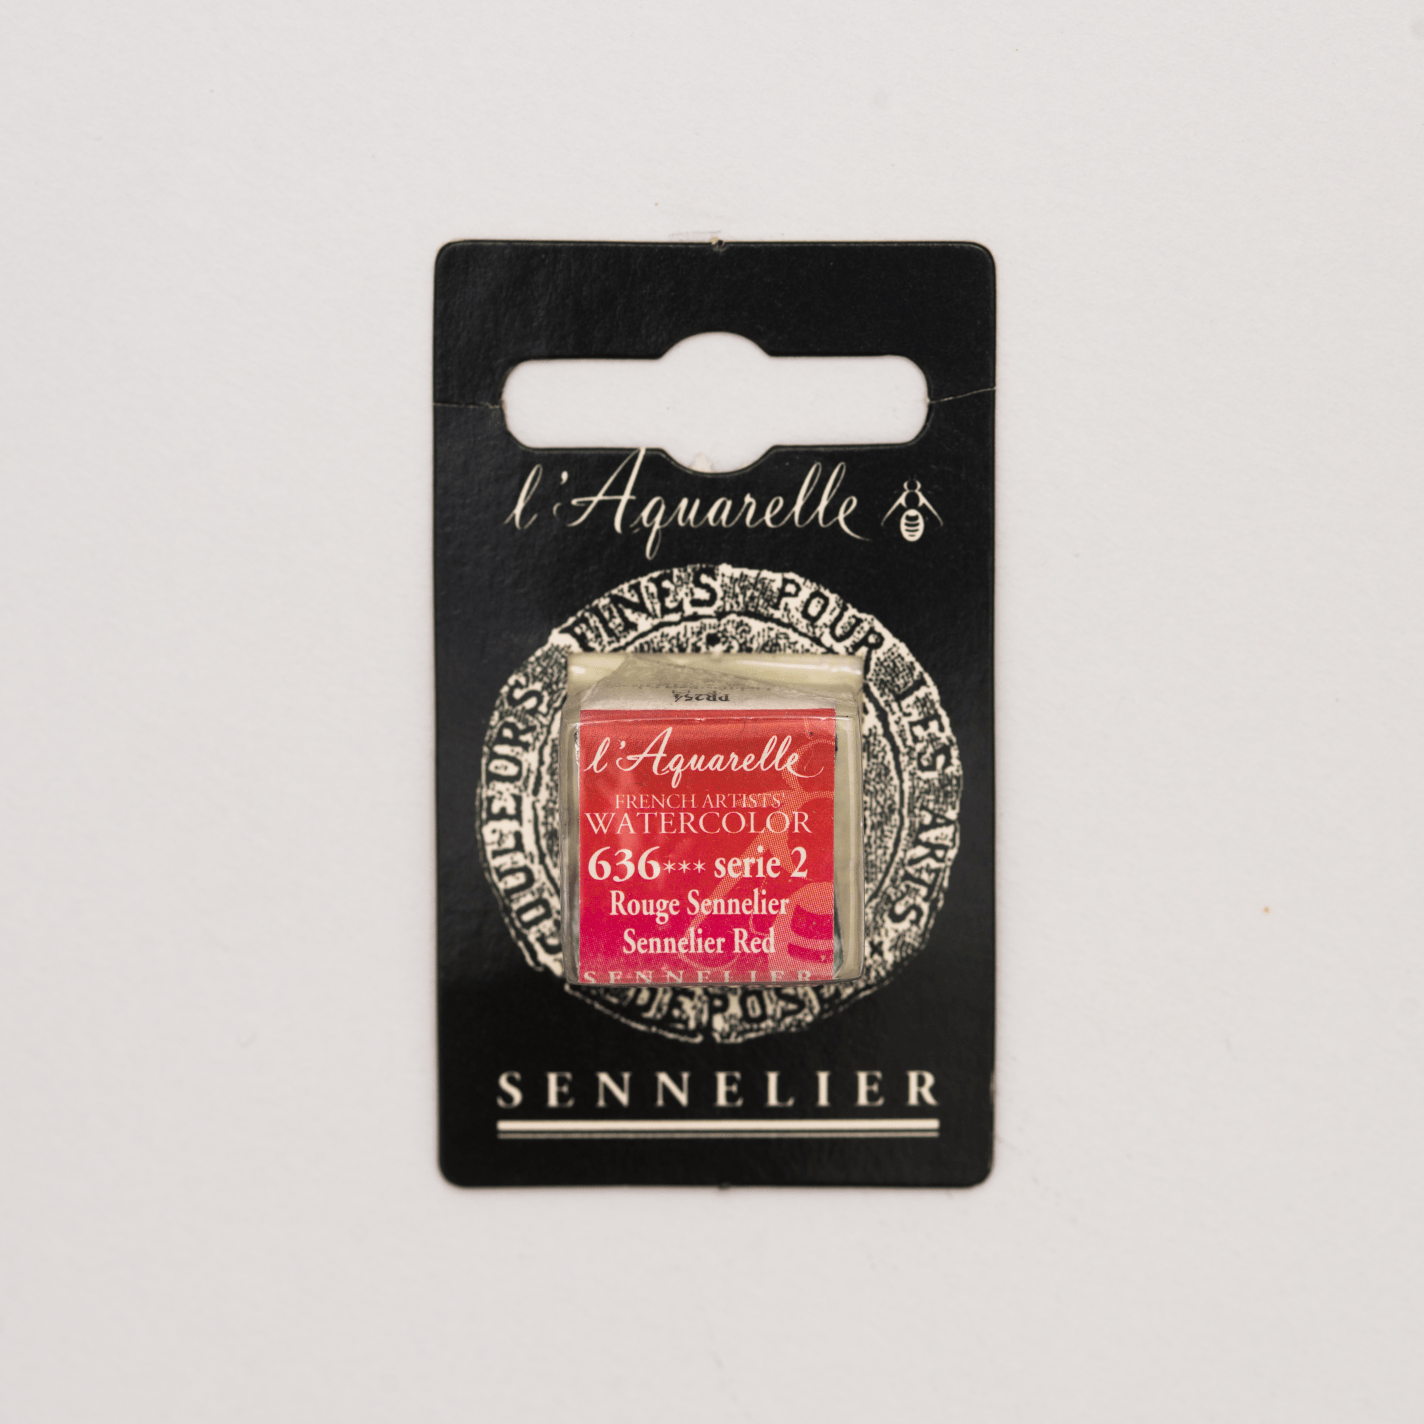 l'Aquarelle
COULEURS FINES POUR LES ARTS
DEPOSE
PR254
l'Aquarelle
FRENCH ARTISTS'
WATERCOLOR
636*** serie 2
Rouge Sennelier
Sennelier Red
SENNELIER
SENNELIER